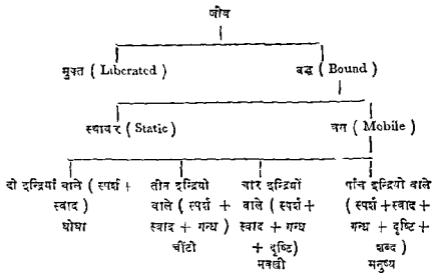 जीव
मुक्त ( Liberated )
बद्ध ( Bound )
स्थावर ( Static )
त्रस ( Mobile )
दो इन्द्रियां वाले ( स्पर्श +
स्वाद )
घोंघा
तीन इन्द्रियो
वाले ( स्पर्श +
स्वाद + गन्ध )
चींटी
चार इन्द्रियों
वाले ( स्पर्श +
स्वाद + गन्ध
+ दृष्टि )
मक्खी
पाँच इन्द्रियो वाले
( स्पर्श+स्वाद +
गन्ध + दृष्टि +
शब्द )
मनुष्य